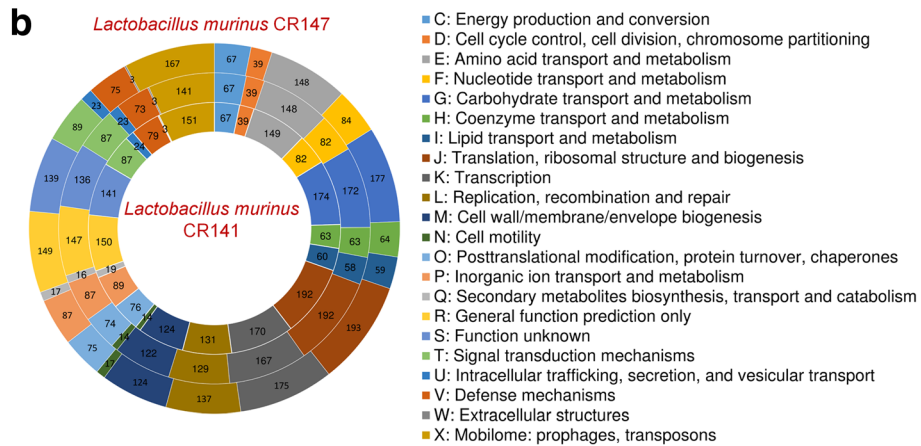 b
Lactobacillus murinus CR147
Lactobacillus murinus
CR141
67 39 148 84 177 64 59 193 175 137 124 17 75 87 17 149 139 89 23 75 3 167
67 39 148 82 172 63 58 192 167 129 122 14 74 87 16 147 136 87 23 73 3 141
67 39 149 82 174 63 60 192 170 131 124 14 76 89 19 150 141 87 24 79 3 151
C: Energy production and conversion
D: Cell cycle control, cell division, chromosome partitioning
E: Amino acid transport and metabolism
F: Nucleotide transport and metabolism
G: Carbohydrate transport and metabolism
H: Coenzyme transport and metabolism
I: Lipid transport and metabolism
J: Translation, ribosomal structure and biogenesis
K: Transcription
L: Replication, recombination and repair
M: Cell wall/membrane/envelope biogenesis
N: Cell motility
O: Posttranslational modification, protein turnover, chaperones
P: Inorganic ion transport and metabolism
Q: Secondary metabolites biosynthesis, transport and catabolism
R: General function prediction only
S: Function unknown
T: Signal transduction mechanisms
U: Intracellular trafficking, secretion, and vesicular transport
V: Defense mechanisms
W: Extracellular structures
X: Mobilome: prophages, transposons